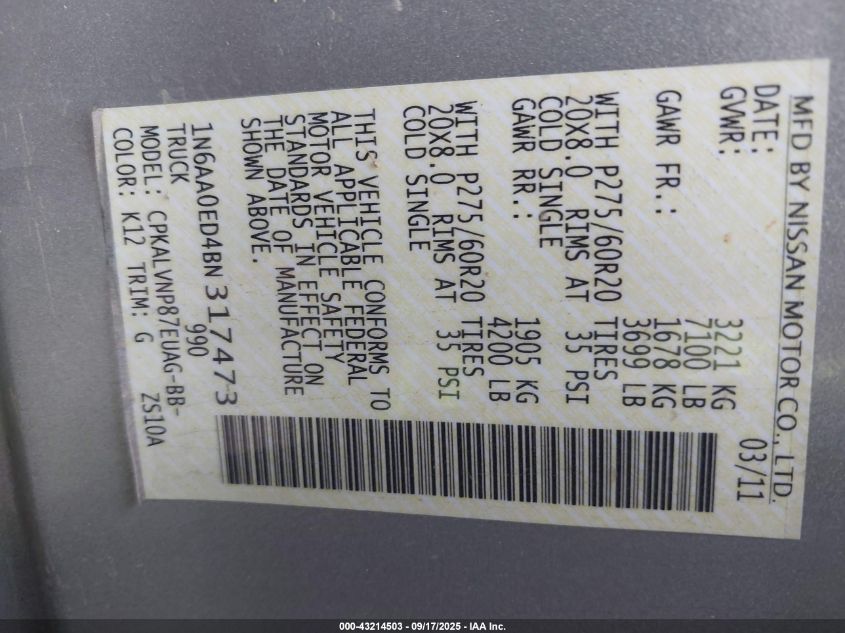 MFD BY NISSAN MOTOR CO., LTD.
DATE: 03/11
GVWR: 3221 KG
7100 LB
GAWR FR.: 1678 KG
3699 LB
WITH P275/60R20 TIRES
20X8.0 RIMS AT 35 PSI
COLD SINGLE
GAWR RR.: 1905 KG
4200 LB
WITH P275/60R20 TIRES
20X8.0 RIMS AT 35 PSI
COLD SINGLE
THIS VEHICLE CONFORMS TO
ALL APPLICABLE FEDERAL
MOTOR VEHICLE SAFETY
STANDARDS IN EFFECT ON
THE DATE OF MANUFACTURE
SHOWN ABOVE.
1N6AA0ED4BN317473
TRUCK 990
MODEL: CPKALVNP87EUAG-BB-
COLOR: K12 TRIM: G ZS10A
000-43214503 - 09/17/2025 - IAA Inc.